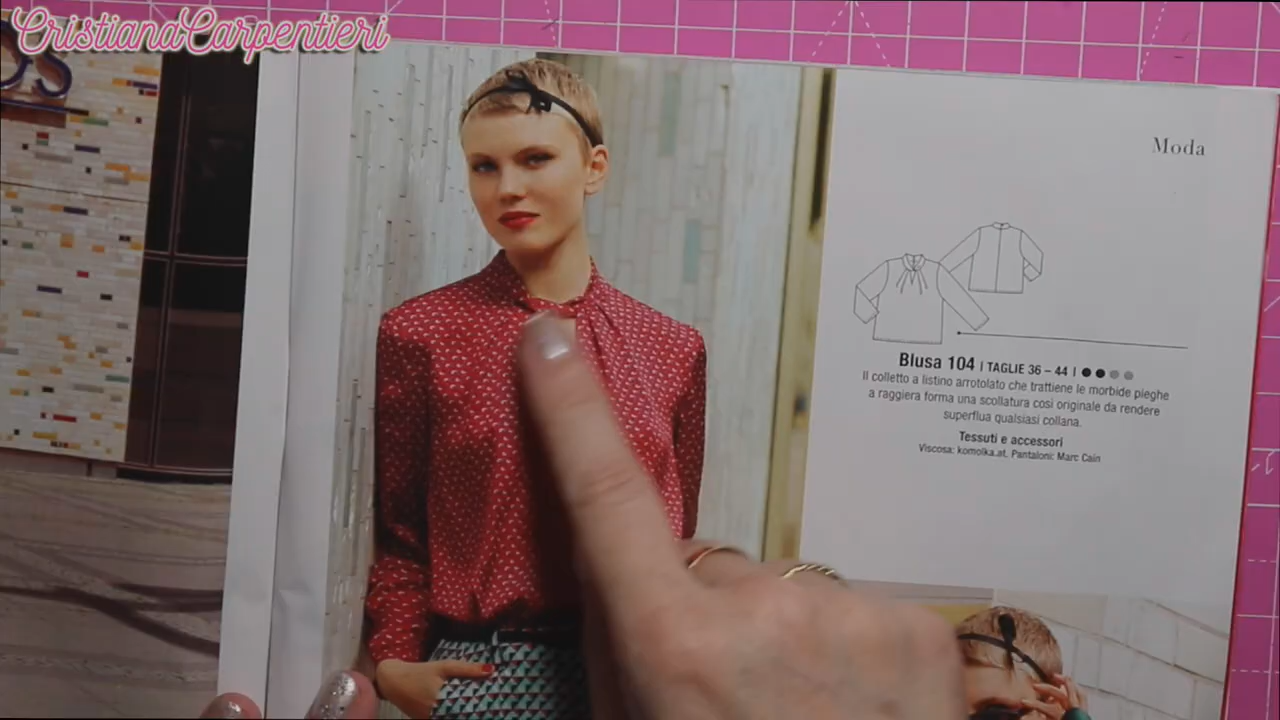 CristianaCarpentieri
Moda
Blusa 104 | TAGLIE 36 – 44 |
Il colletto a listino arrotolato che trattiene le morbide pieghe
a raggiera forma una scollatura così originale da rendere
superflua qualsiasi collana.
Tessuti e accessori
Viscosa: komolka.at, Pantaloni: Marc Cain